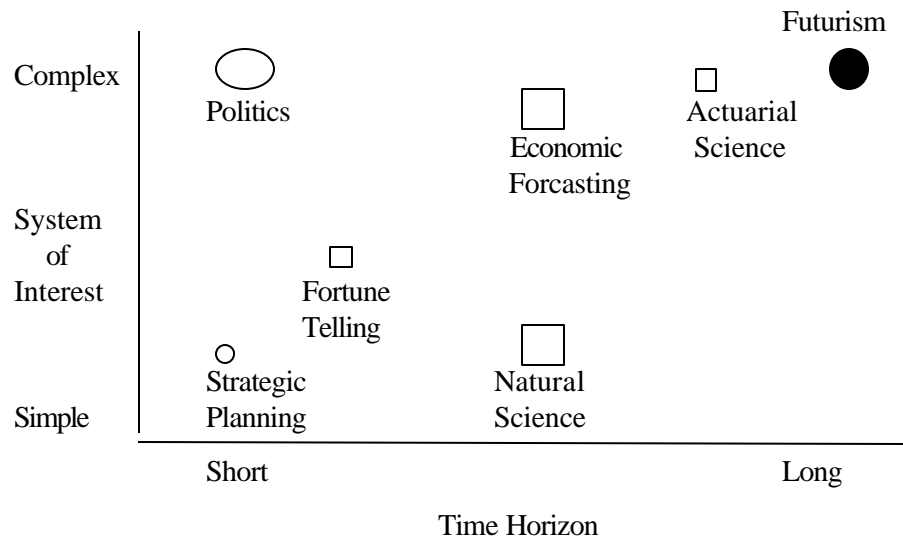 Futurism
Complex
Politics
Actuarial
Science
Economic
Forcasting
System
of
Interest
Fortune
Telling
Strategic
Planning
Natural
Science
Simple
Short
Long
Time Horizon